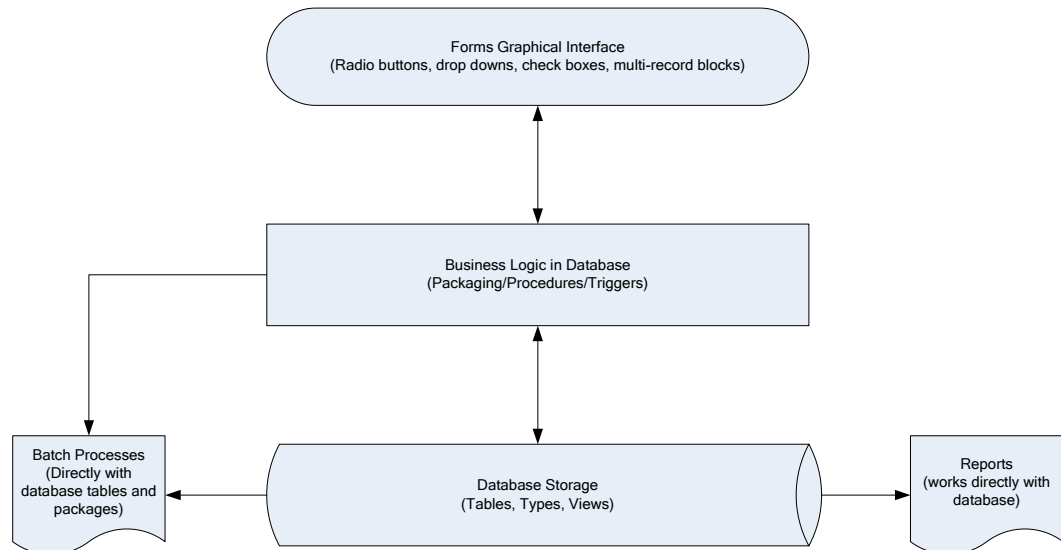 Forms Graphical Interface
(Radio buttons, drop downs, check boxes, multi-record blocks)
Business Logic in Database
(Packaging/Procedures/Triggers)
Batch Processes
(Directly with
database tables and
packages)
Database Storage
(Tables, Types, Views)
Reports
(works directly with
database)